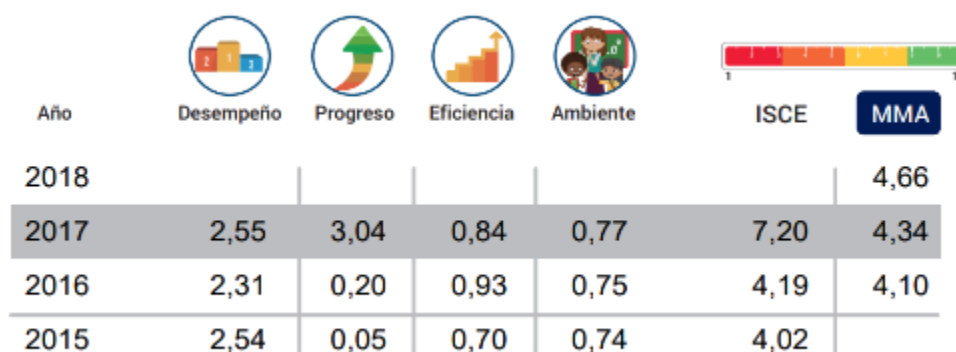 1 1
Año Desempeño Progreso Eficiencia Ambiente ISCE MMA
2018 4,66
2017 2,55 3,04 0,84 0,77 7,20 4,34
2016 2,31 0,20 0,93 0,75 4,19 4,10
2015 2,54 0,05 0,70 0,74 4,02